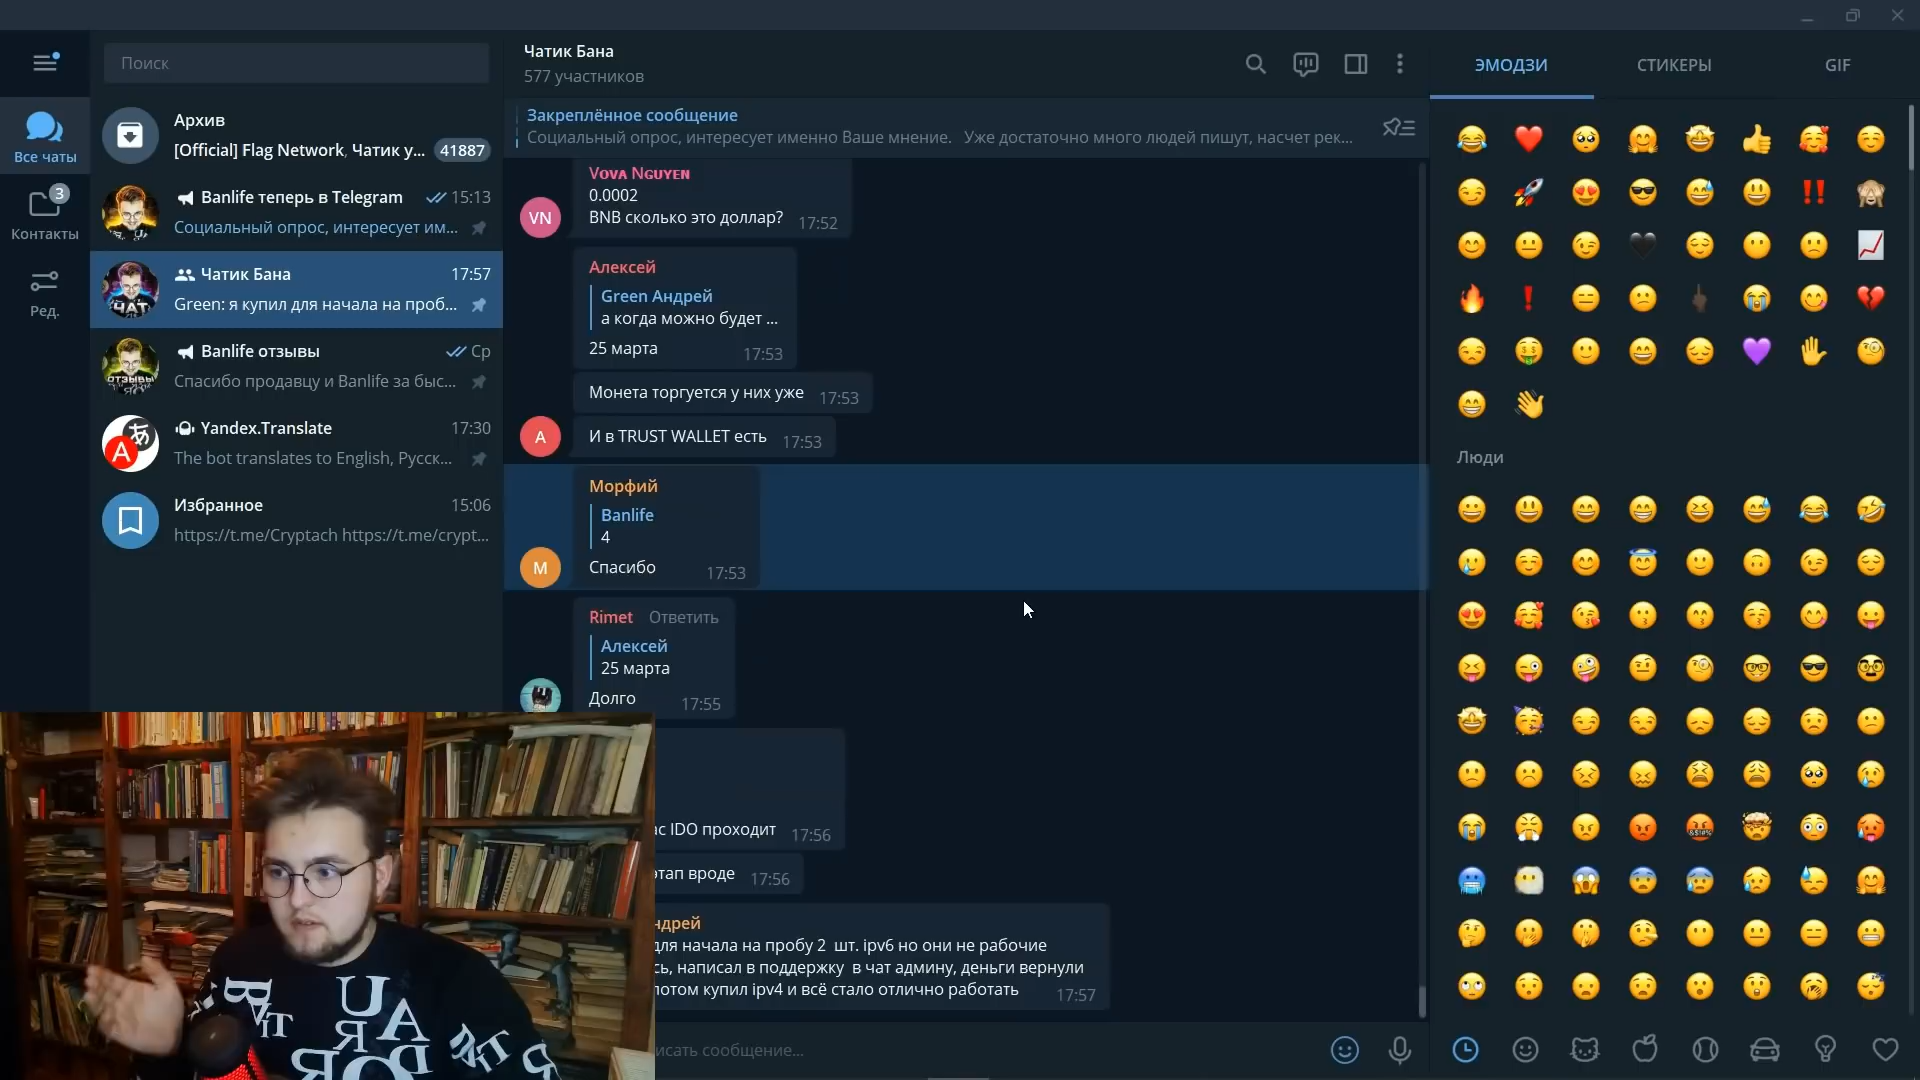 Поиск
Все чаты
3
Контакты
Ред.
Архив
[Official] Flag Network, Чатик у... 41887
Banlife теперь в Telegram 15:13
Социальный опрос, интересует им...
Чатик Бана 17:57
Green: я купил для начала на проб...
Banlife отзывы Ср
Спасибо продавцу и Banlife за быс...
Yandex.Translate 17:30
The bot translates to English, Русск...
Избранное 15:06
https://t.me/Cryptach https://t.me/crypt...
Чатик Бана
577 участников
Закреплённое сообщение
Социальный опрос, интересует именно Ваше мнение. Уже достаточно много людей пишут, насчет рек...
VN
Vova Nguyen
0.0002
BNB сколько это доллар? 17:52
Алексей
Green Андрей
а когда можно будет ...
25 марта 17:53
Монета торгуется у них уже 17:53
А
И в TRUST WALLET есть 17:53
М
Морфий
Banlife
4
Спасибо 17:53
Rimet Ответить
Алексей
25 марта
Долго 17:55
ас IDO проходит 17:56
этап вроде 17:56
ндрей
для начала на пробу 2 шт. ipv6 но они не рабочие
сь, написал в поддержку в чат админу, деньги вернули
потом купил ipv4 и всё стало отлично работать 17:57
исать сообщение...
ЭМОДЗИ
СТИКЕРЫ
GIF
Люди